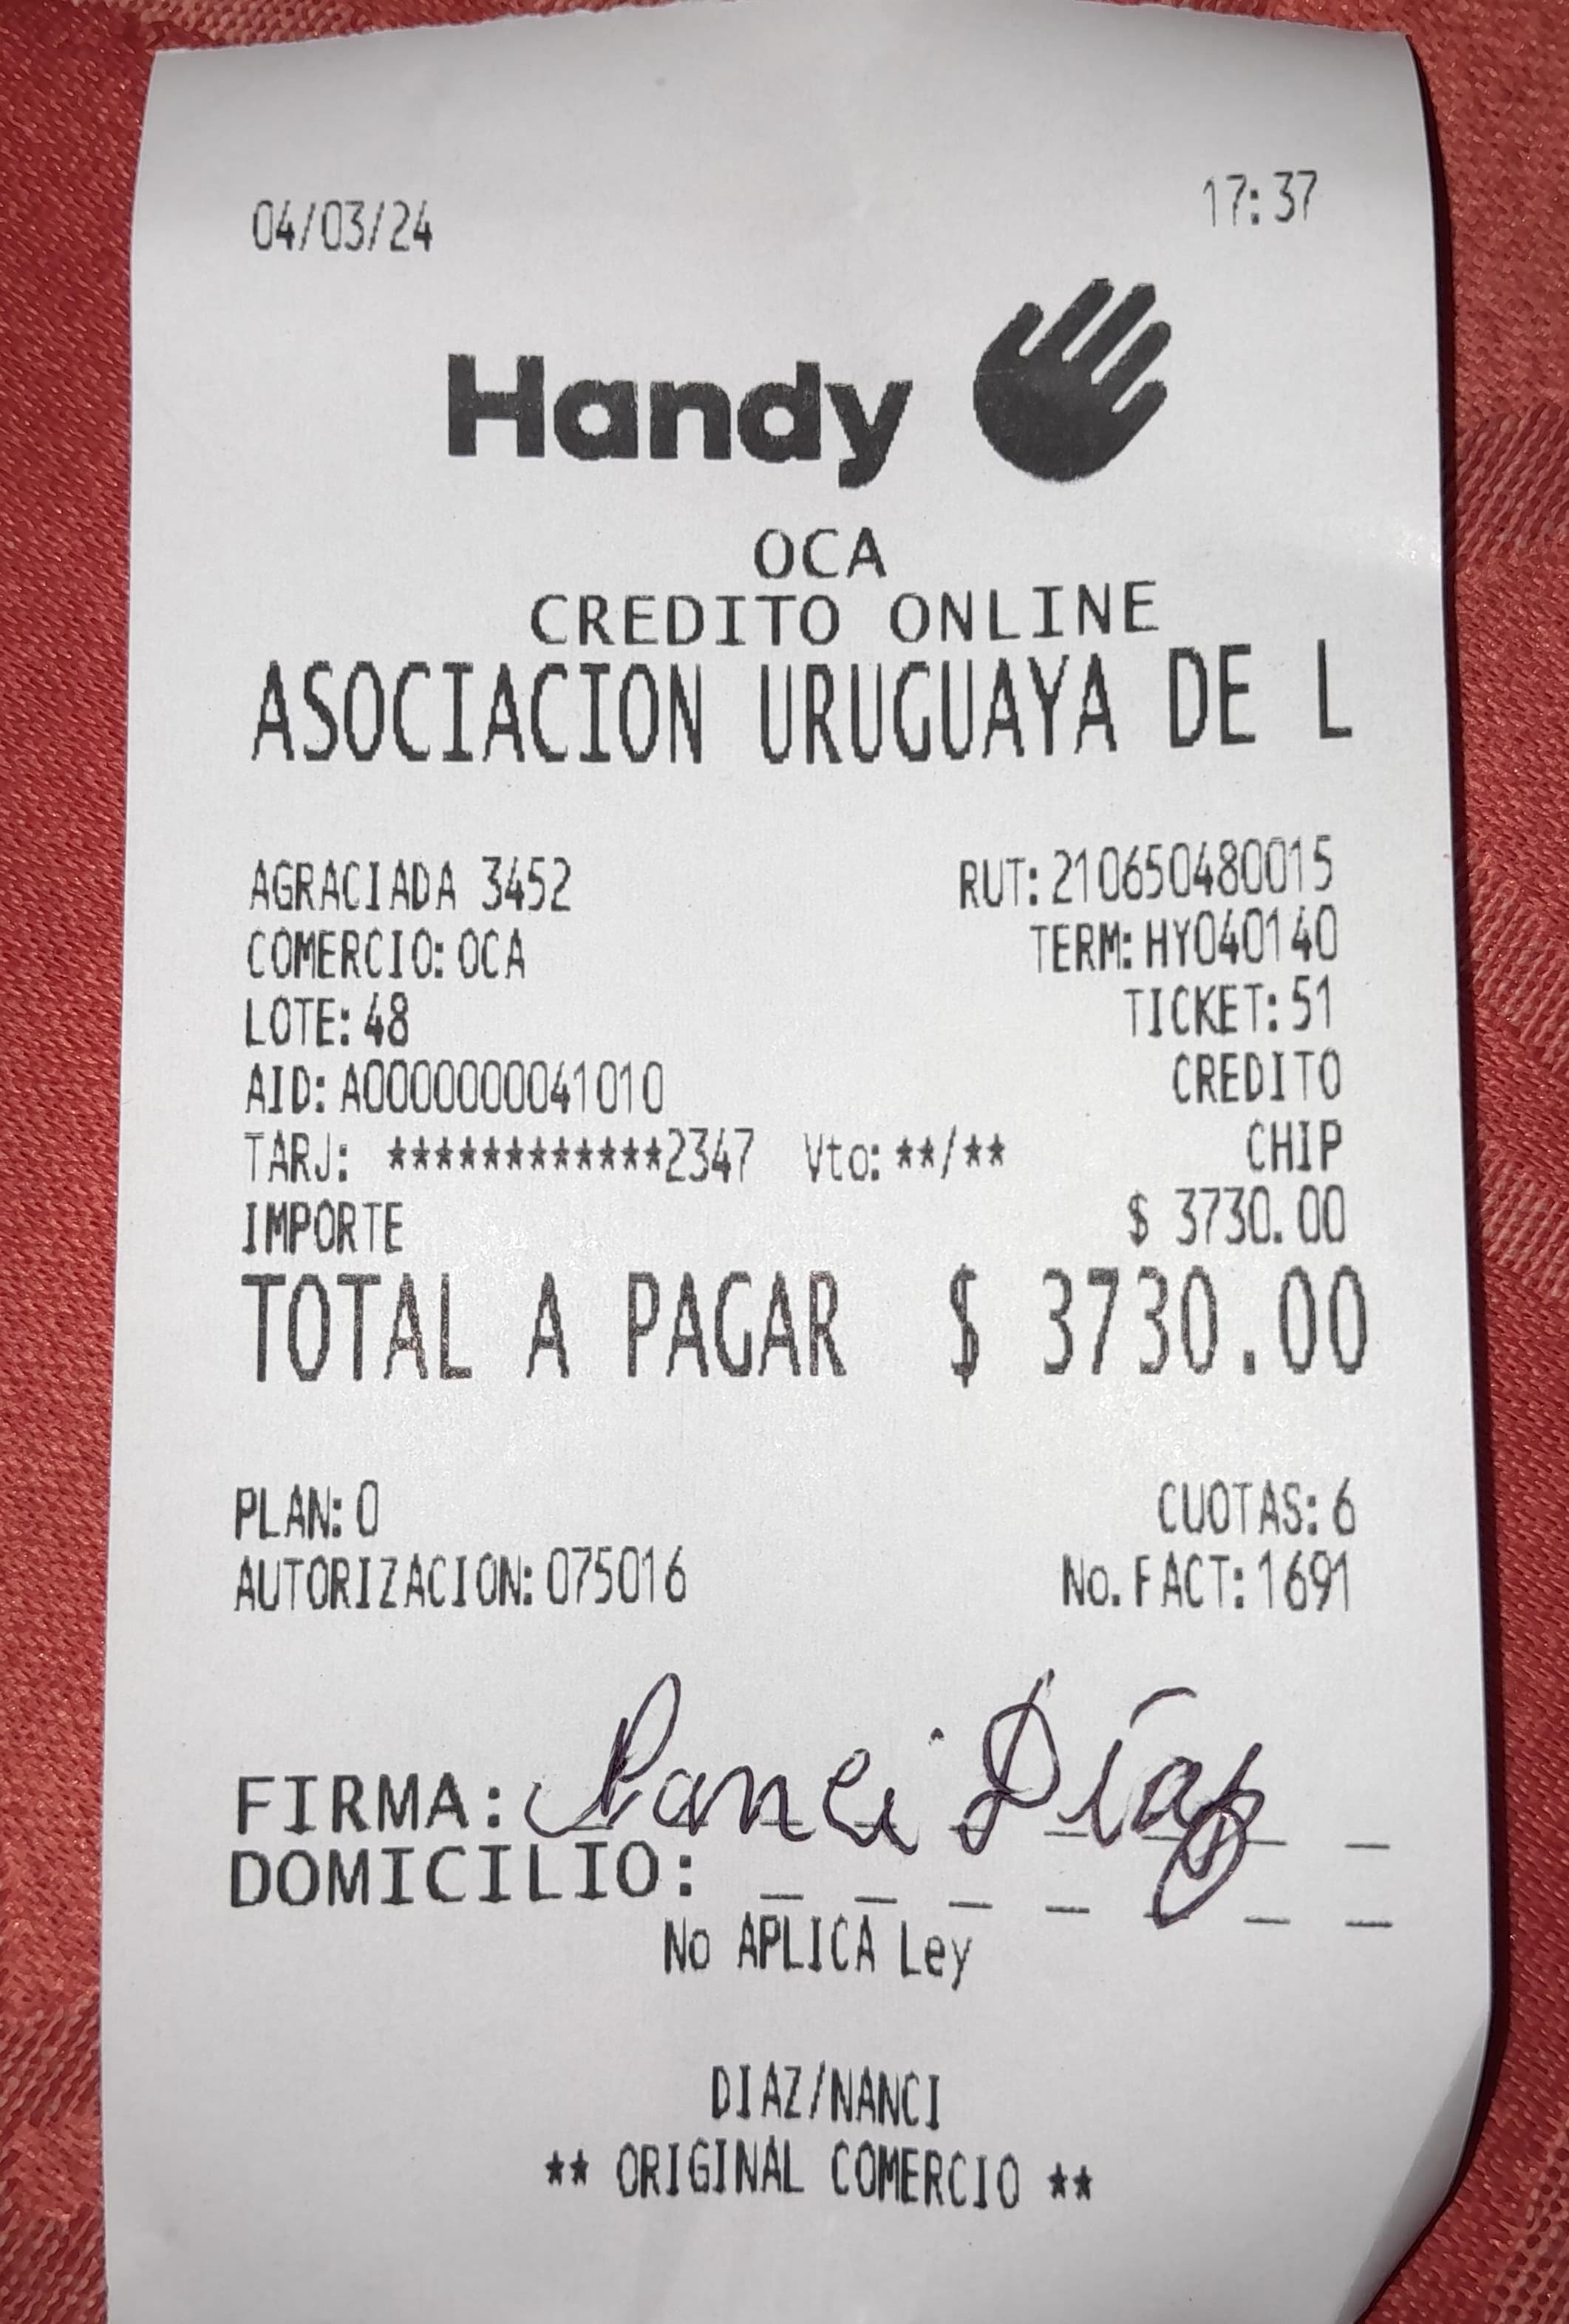 04/03/24 17:37
Handy
OCA
CREDITO ONLINE
ASOCIACION URUGUAYA DE L
AGRACIADA 3452 RUT:210650480015
COMERCIO:OCA TERM:HY040140
LOTE:48 TICKET:51
AID:A0000000041010 CREDITO
TARJ: ************2347 Vto:**/** CHIP
IMPORTE $ 3730.00
TOTAL A PAGAR $ 3730.00
PLAN:0 CUOTAS:6
AUTORIZACION:075016 No.FACT:1691
FIRMA: Nanci Díaz
DOMICILIO: _ _ _ _ _ _ _
No APLICA Ley
DIAZ/NANCI
** ORIGINAL COMERCIO **